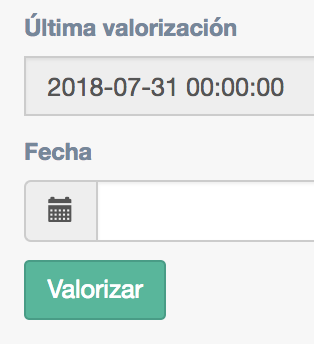 Última valorización
2018-07-31 00:00:00
Fecha
Valorizar